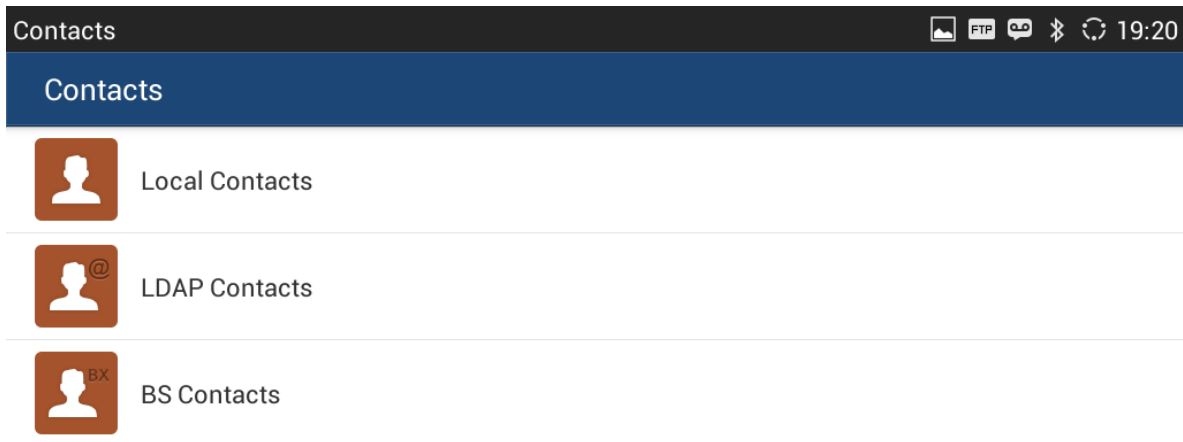 Contacts FTP 19:20
Contacts
Local Contacts
@
LDAP Contacts
BX
BS Contacts